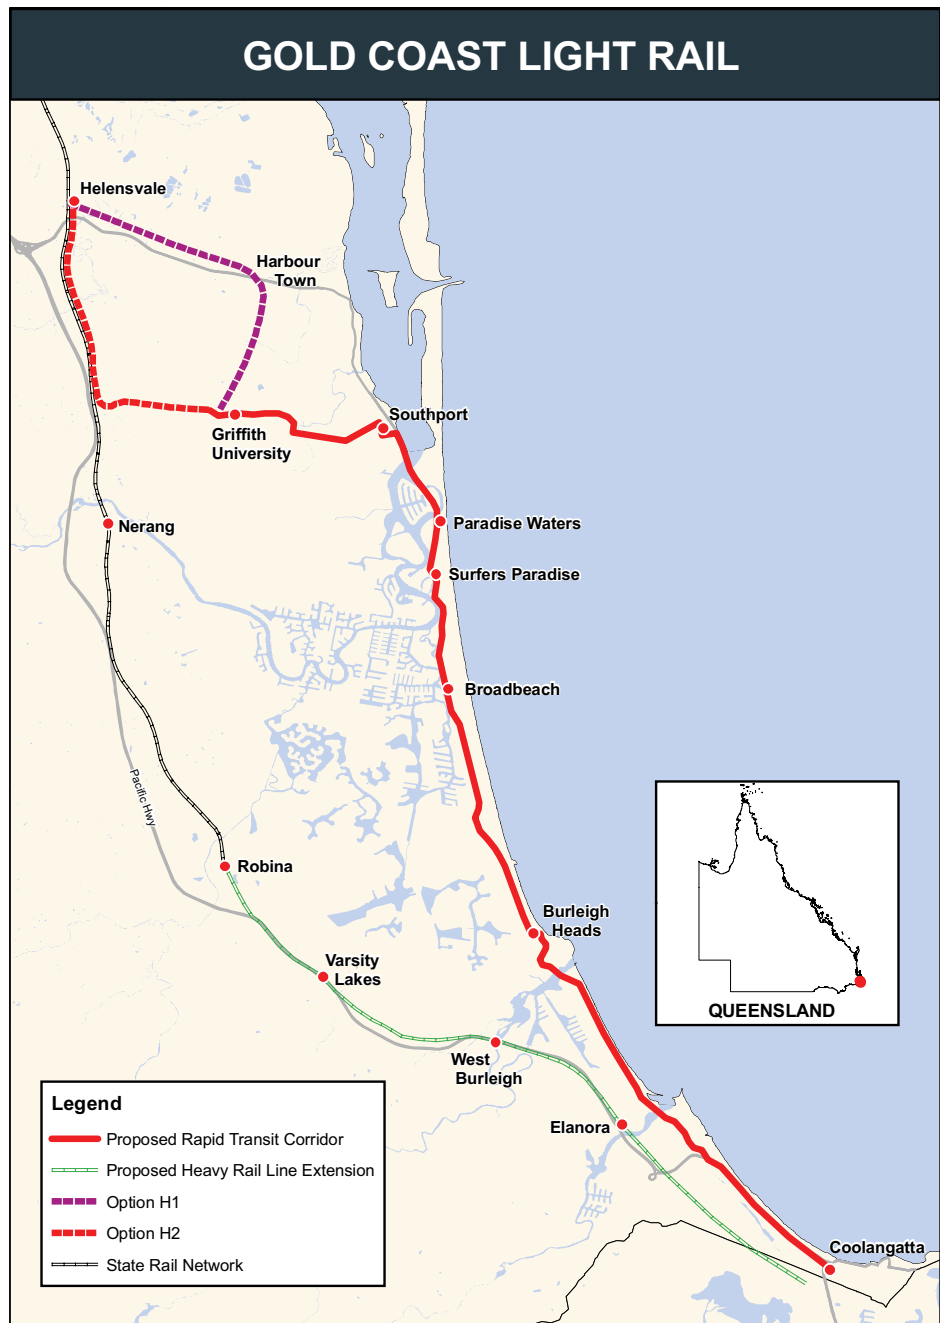 GOLD COAST LIGHT RAIL
Helensvale
Harbour
Town
Southport
Griffith
University
Nerang
Paradise Waters
Surfers Paradise
Broadbeach
Pacific Hwy
Robina
Burleigh
Heads
Varsity
Lakes
QUEENSLAND
West
Burleigh
Elanora
Coolangatta
Legend
Proposed Rapid Transit Corridor
Proposed Heavy Rail Line Extension
Option H1
Option H2
State Rail Network